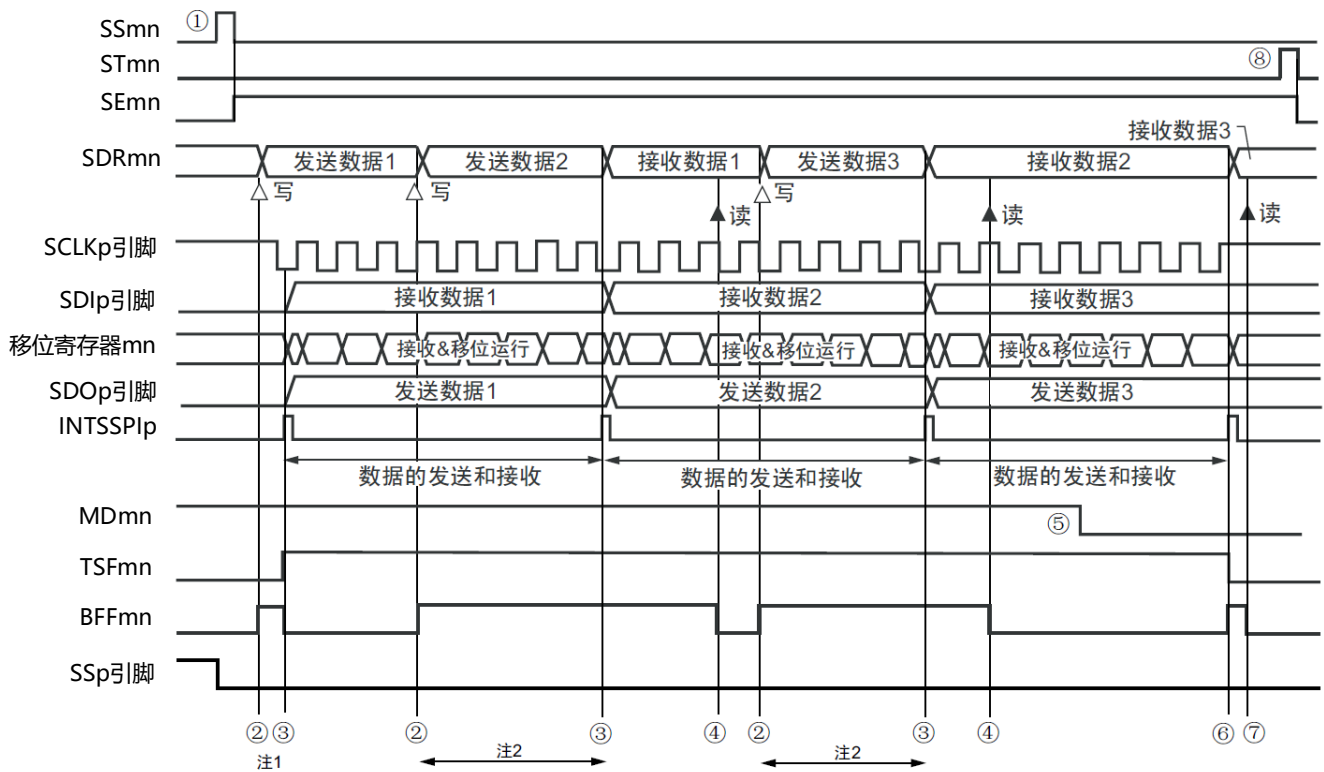 SSmn ①
STmn ⑧
SEmn
接收数据3
SDRmn 发送数据1 发送数据2 接收数据1 发送数据3 接收数据2
写 写 读 写 读 读
SCLKp引脚
SDIp引脚 接收数据1 接收数据2 接收数据3
移位寄存器mn 接收&移位运行 接收&移位运行 接收&移位运行
SDOp引脚 发送数据1 发送数据2 发送数据3
INTSSPIp
数据的发送和接收 数据的发送和接收 数据的发送和接收
MDmn ⑤
TSFmn
BFFmn
SSp引脚
② ③ ② ③ ④ ② ③ ④ ⑥ ⑦
注1 注2 注2